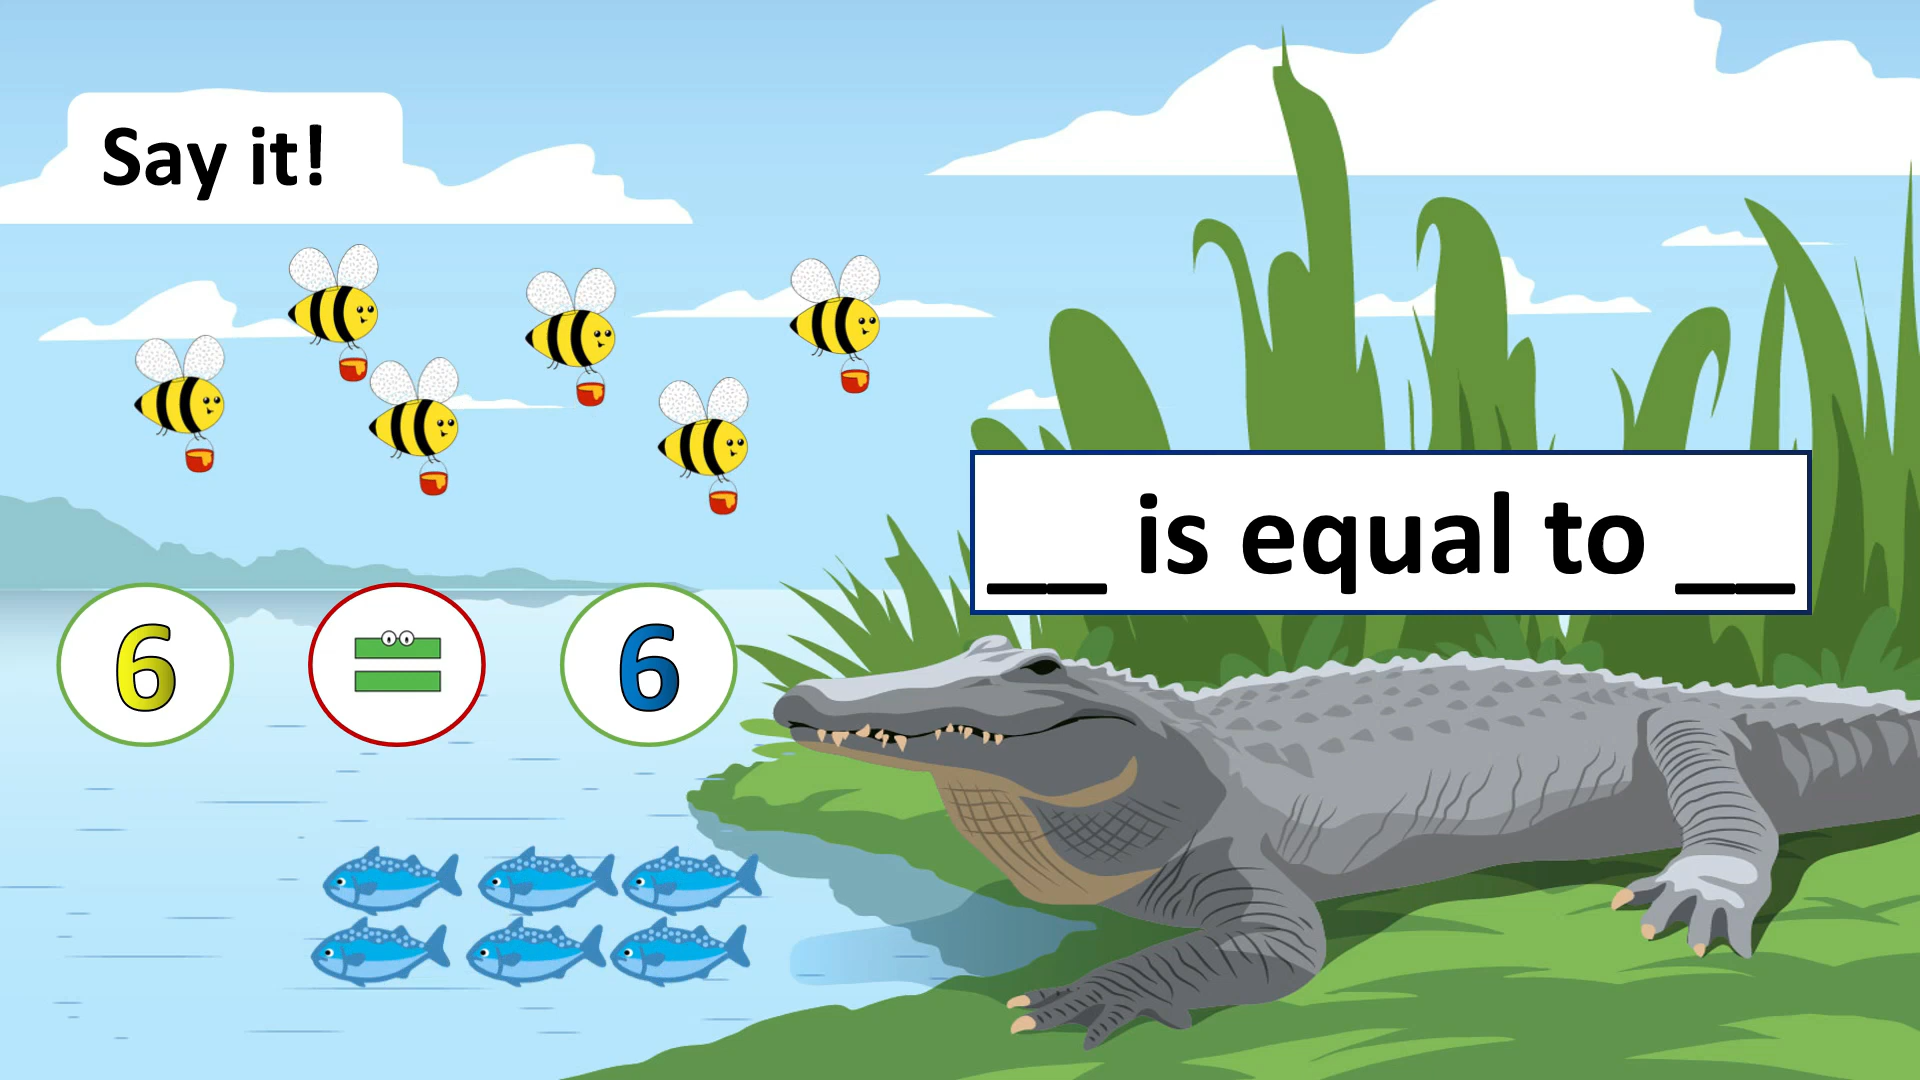 Say it!
__ is equal to __
6 = 6